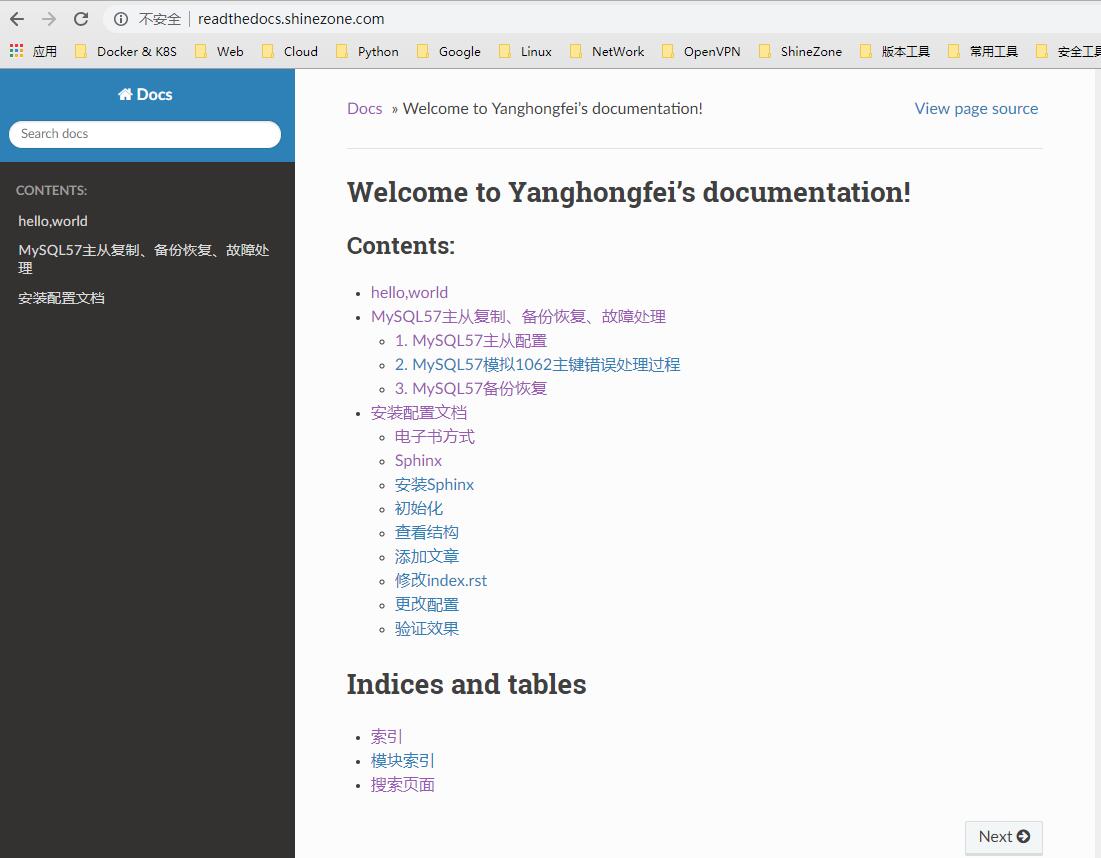 不安全 readthedocs.shinezone.com
应用 Docker & K8S Web Cloud Python Google Linux NetWork OpenVPN ShineZone 版本工具 常用工具 安全工具
Docs
Search docs
CONTENTS:
hello,world
MySQL57主从复制、备份恢复、故障处
理
安装配置文档
Docs » Welcome to Yanghongfei’s documentation! View page source
Welcome to Yanghongfei’s documentation!
Contents:
hello,world
MySQL57主从复制、备份恢复、故障处理
1. MySQL57主从配置
2. MySQL57模拟1062主键错误处理过程
3. MySQL57备份恢复
安装配置文档
电子书方式
Sphinx
安装Sphinx
初始化
查看结构
添加文章
修改index.rst
更改配置
验证效果
Indices and tables
索引
模块索引
搜索页面
Next